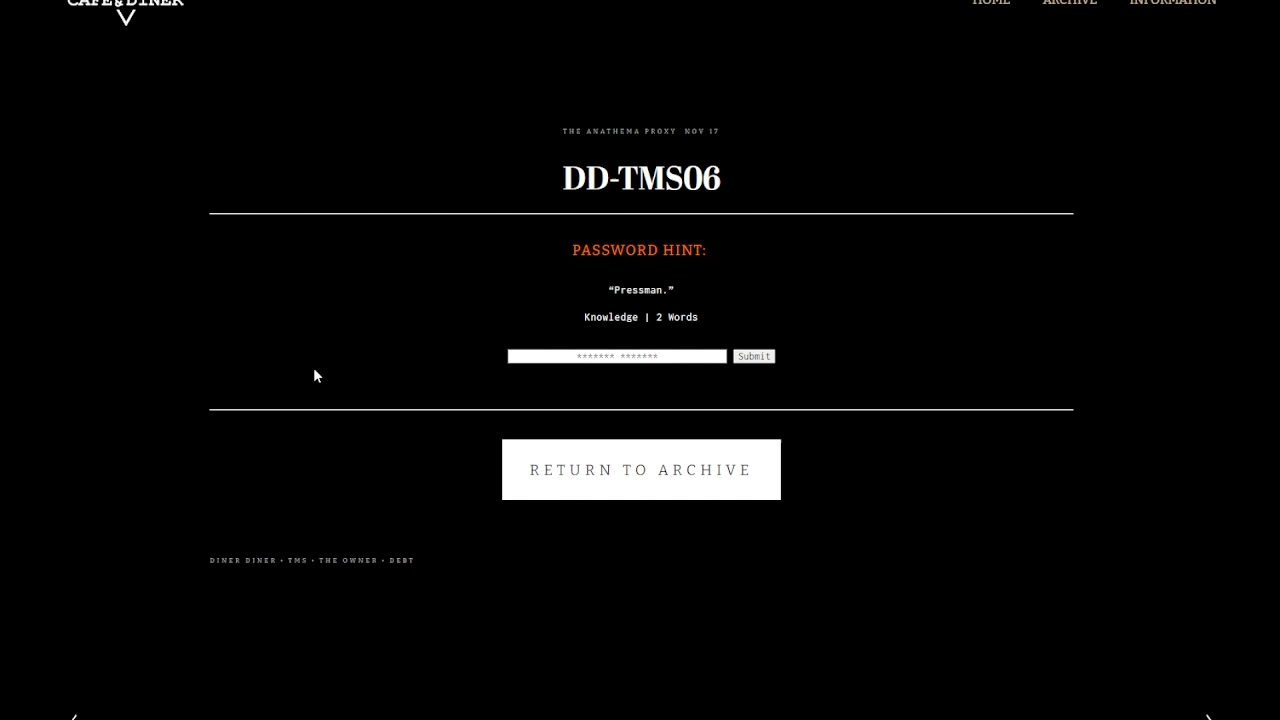 CAFE&DINER
HOME ARCHIVE INFORMATION
THE ANATHEMA PROXY NOV 17
DD-TMS06
PASSWORD HINT:
“Pressman.”
Knowledge | 2 Words
******* ******* Submit
RETURN TO ARCHIVE
DINER DINER • TMS • THE OWNER • DEBT